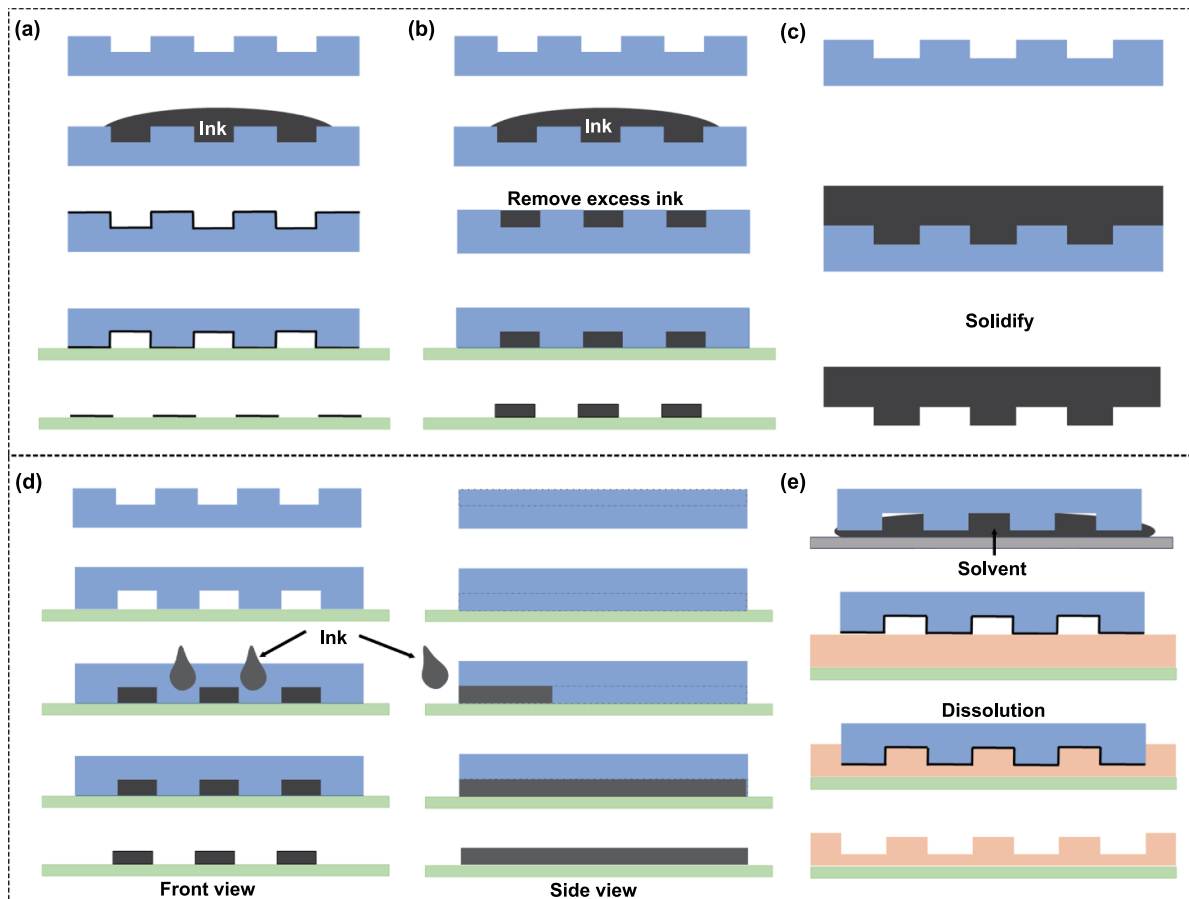 (a)
(b)
(c)
Ink
Ink
Remove excess ink
Solidify
(d)
(e)
Solvent
Ink
Dissolution
Front view
Side view